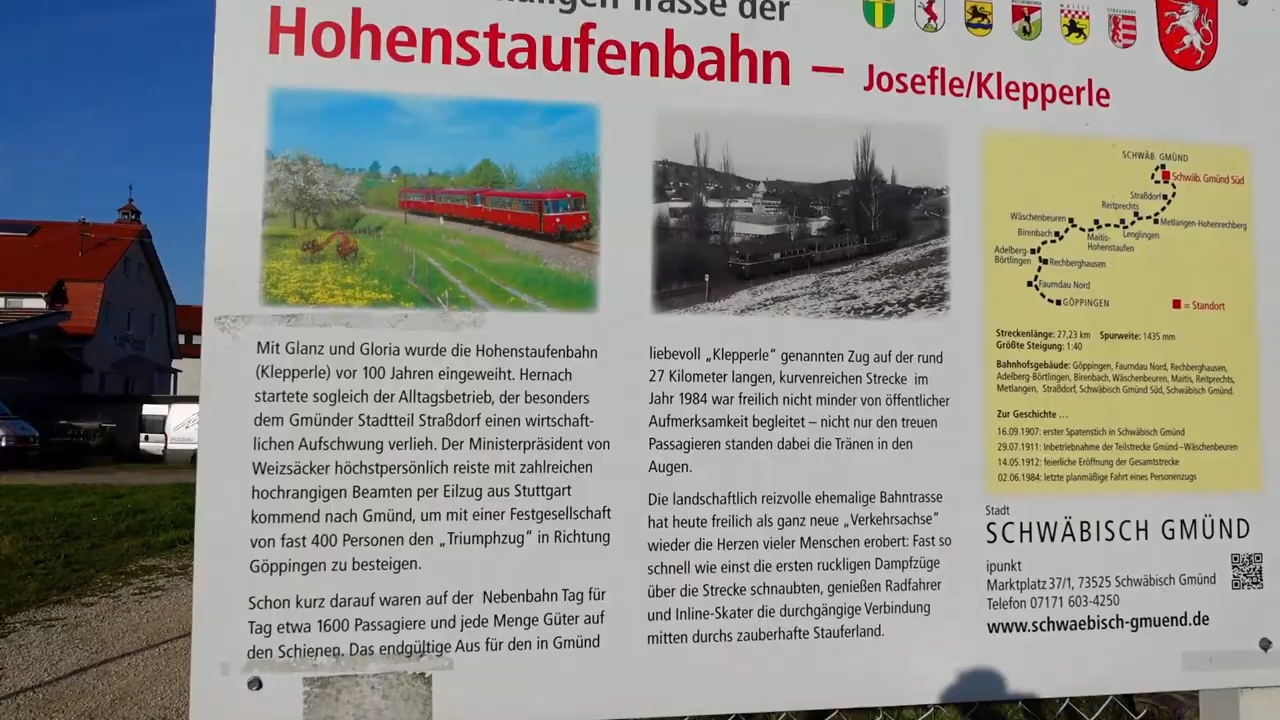 Trasse der
Hohenstaufenbahn – Josefle/Klepperle
Mit Glanz und Gloria wurde die Hohenstaufenbahn
(Klepperle) vor 100 Jahren eingeweiht. Hernach
startete sogleich der Alltagsbetrieb, der besonders
dem Gmünder Stadtteil Straßdorf einen wirtschaft-
lichen Aufschwung verlieh. Der Ministerpräsident von
Weizsäcker höchstpersönlich reiste mit zahlreichen
hochrangigen Beamten per Eilzug aus Stuttgart
kommend nach Gmünd, um mit einer Festgesellschaft
von fast 400 Personen den „Triumphzug“ in Richtung
Göppingen zu besteigen.
Schon kurz darauf waren auf der Nebenbahn Tag für
Tag etwa 1600 Passagiere und jede Menge Güter auf
den Schienen. Das endgültige Aus für den in Gmünd
liebevoll „Klepperle“ genannten Zug auf der rund
27 Kilometer langen, kurvenreichen Strecke im
Jahr 1984 war freilich nicht minder von öffentlicher
Aufmerksamkeit begleitet – nicht nur den treuen
Passagieren standen dabei die Tränen in den
Augen.
Die landschaftlich reizvolle ehemalige Bahntrasse
hat heute freilich als ganz neue „Verkehrsachse“
wieder die Herzen vieler Menschen erobert: Fast so
schnell wie einst die ersten ruckligen Dampfzüge
über die Strecke schnaubten, genießen Radfahrer
und Inline-Skater die durchgängige Verbindung
mitten durchs zauberhafte Stauferland.
SCHWÄB. GMÜND
Schwäb. Gmünd Süd
Straßdorf
Reitprechts
Wäschenbeuren
Metlangen-Hohenrechberg
Birenbach
Lenglingen
Maitis-
Hohenstaufen
Adelberg-
Börtlingen
Rechberghausen
Faurndau Nord
GÖPPINGEN
= Standort
Streckenlänge: 27,23 km Spurweite: 1435 mm
Größte Steigung: 1:40
Bahnhofsgebäude: Göppingen, Faurndau Nord, Rechberghausen,
Adelberg-Börtlingen, Birenbach, Wäschenbeuren, Maitis, Reitprechts,
Metlangen, Straßdorf, Schwäbisch Gmünd Süd, Schwäbisch Gmünd,
Zur Geschichte ...
16.09.1907: erster Spatenstich in Schwäbisch Gmünd
29.07.1911: Inbetriebnahme der Teilstrecke Gmünd–Wäschenbeuren
14.05.1912: feierliche Eröffnung der Gesamtstrecke
02.06.1984: letzte planmäßige Fahrt eines Personenzugs
Stadt
SCHWÄBISCH GMÜND
ipunkt
Marktplatz 37/1, 73525 Schwäbisch Gmünd
Telefon 07171 603-4250
www.schwaebisch-gmuend.de